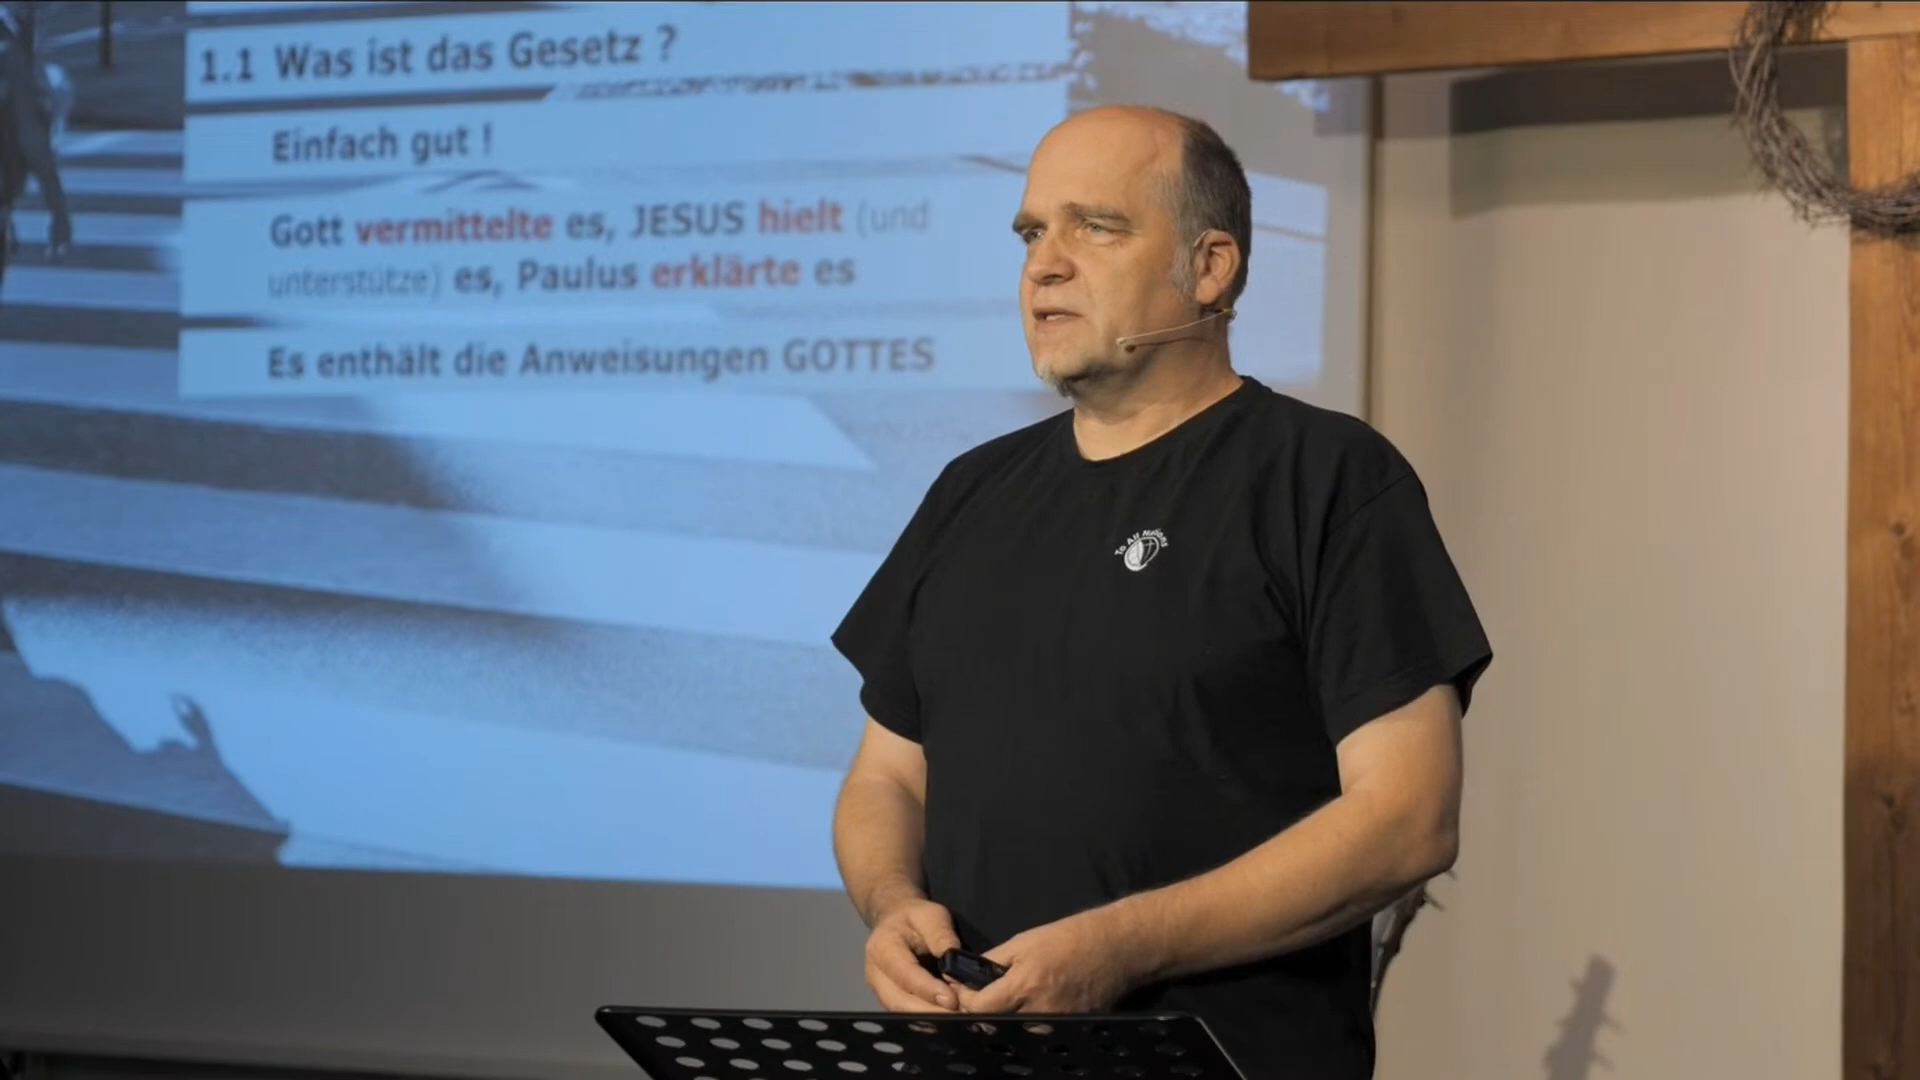 1.1 Was ist das Gesetz ?
Einfach gut !
Gott vermittelte es, JESUS hielt (und
unterstütze) es, Paulus erklärte es
Es enthält die Anweisungen GOTTES
To All Nations